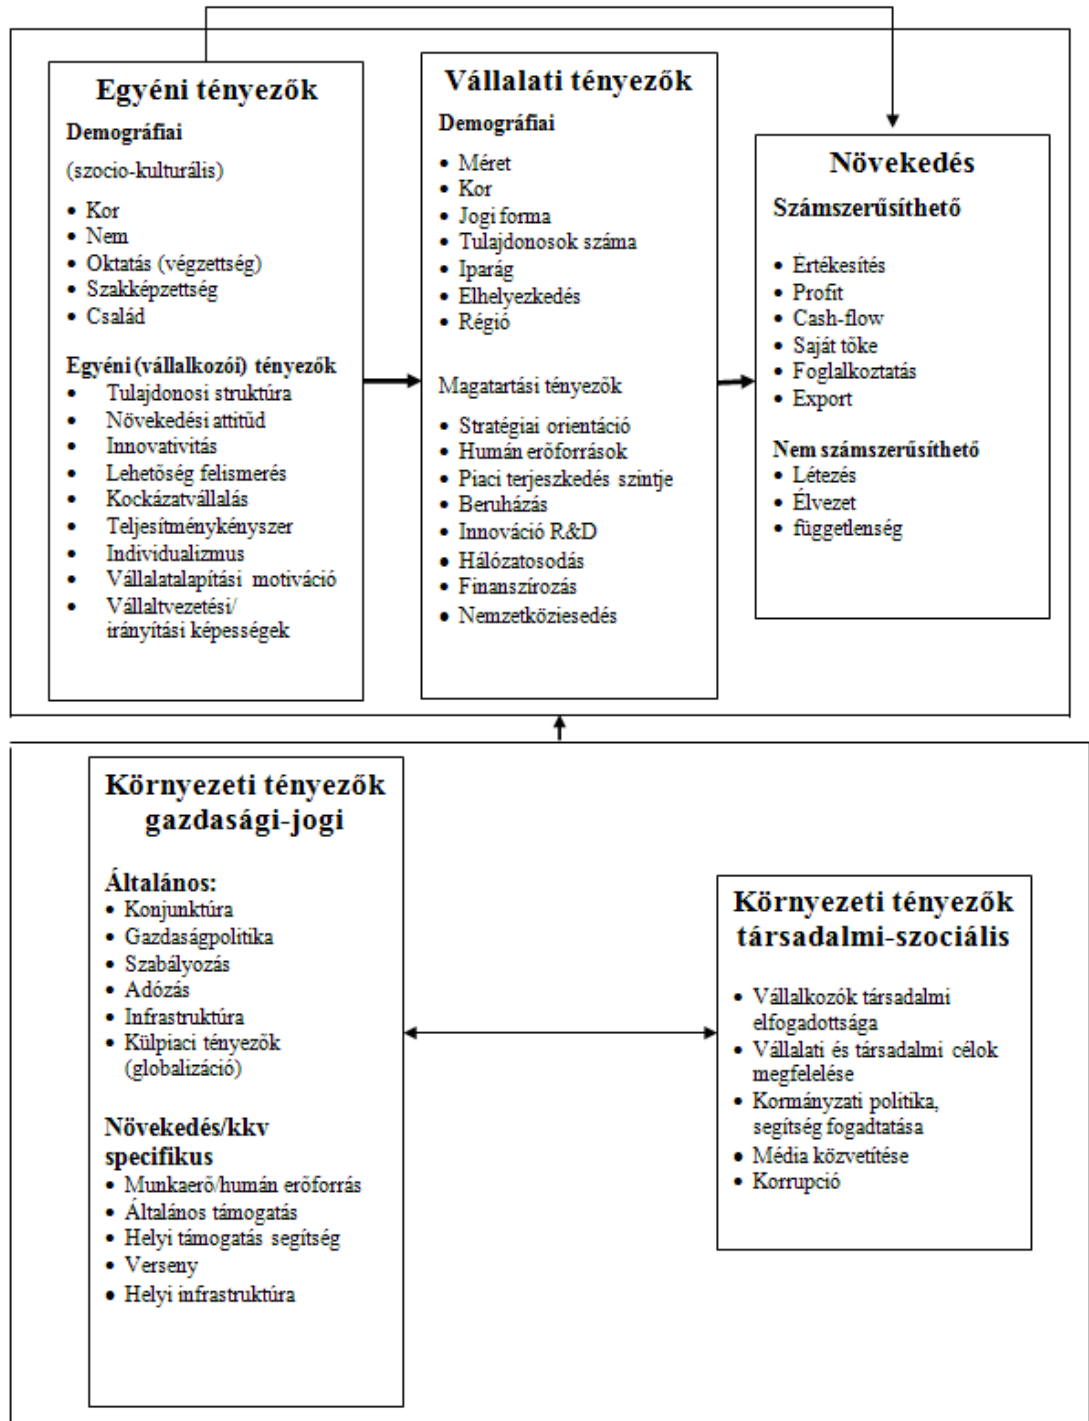 Egyéni tényezők
Demográfiai
(szocio-kulturális)
• Kor
• Nem
• Oktatás (végzettség)
• Szakképzettség
• Család
Egyéni (vállalkozói) tényezők
• Tulajdonosi struktúra
• Növekedési attitűd
• Innovativitás
• Lehetőség felismerés
• Kockázatvállalás
• Teljesítménykényszer
• Individualizmus
• Vállalatalapítási motiváció
• Vállaltvezetési/
irányítási képességek
Vállalati tényezők
Demográfiai
• Méret
• Kor
• Jogi forma
• Tulajdonosok száma
• Iparág
• Elhelyezkedés
• Régió
Magatartási tényezők
• Stratégiai orientáció
• Humán erőforrások
• Piaci terjeszkedés szintje
• Beruházás
• Innováció R&D
• Hálózatosodás
• Finanszírozás
• Nemzetköziesedés
Növekedés
Számszerűsíthető
• Értékesítés
• Profit
• Cash-flow
• Saját tőke
• Foglalkoztatás
• Export
Nem számszerűsíthető
• Létezés
• Élvezet
• függetlenség
Környezeti tényezők
gazdasági-jogi
Általános:
• Konjunktúra
• Gazdaságpolitika
• Szabályozás
• Adózás
• Infrastruktúra
• Külpiaci tényezők
(globalizáció)
Növekedés/kkv
specifikus
• Munkaerő/humán erőforrás
• Általános támogatás
• Helyi támogatás segítség
• Verseny
• Helyi infrastruktúra
Környezeti tényezők
társadalmi-szociális
• Vállalkozók társadalmi
elfogadottsága
• Vállalati és társadalmi célok
megfelelése
• Kormányzati politika,
segítség fogadtatása
• Média közvetítése
• Korrupció